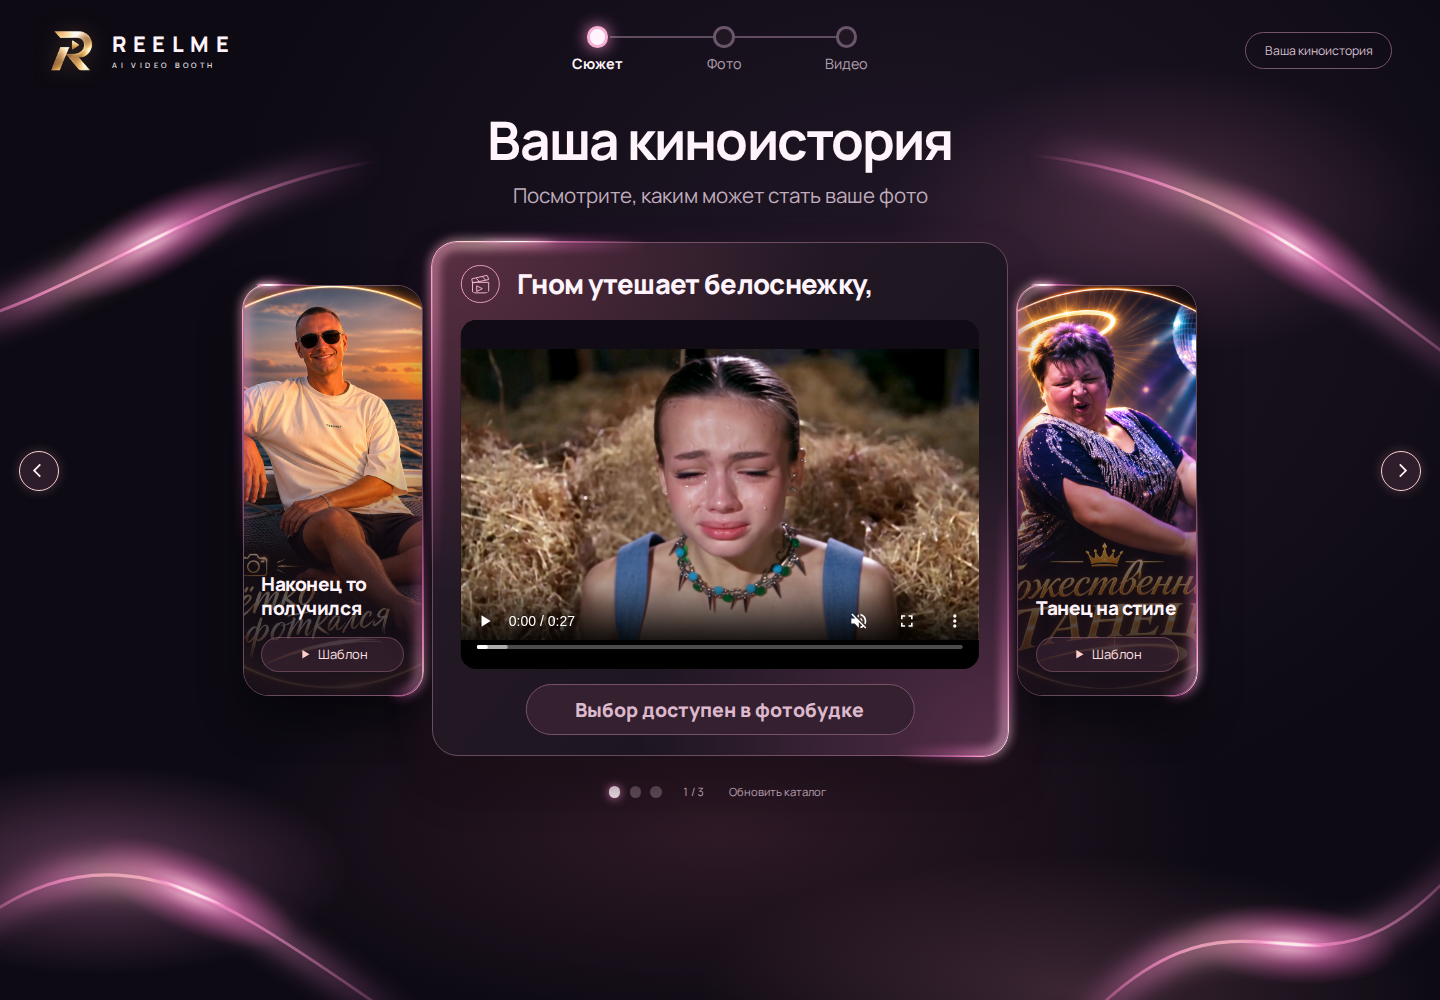 REELME
AI VIDEO BOOTH
Сюжет
Фото
Видео
Ваша киноистория
Ваша киноистория
Посмотрите, каким может стать ваше фото
Гном утешает белоснежку,
Наконец то
получился
фоткался
Шаблон
0:00 / 0:27
Танец на стиле
ТАНЕЦ
Шаблон
Выбор доступен в фотобудке
1 / 3
Обновить каталог